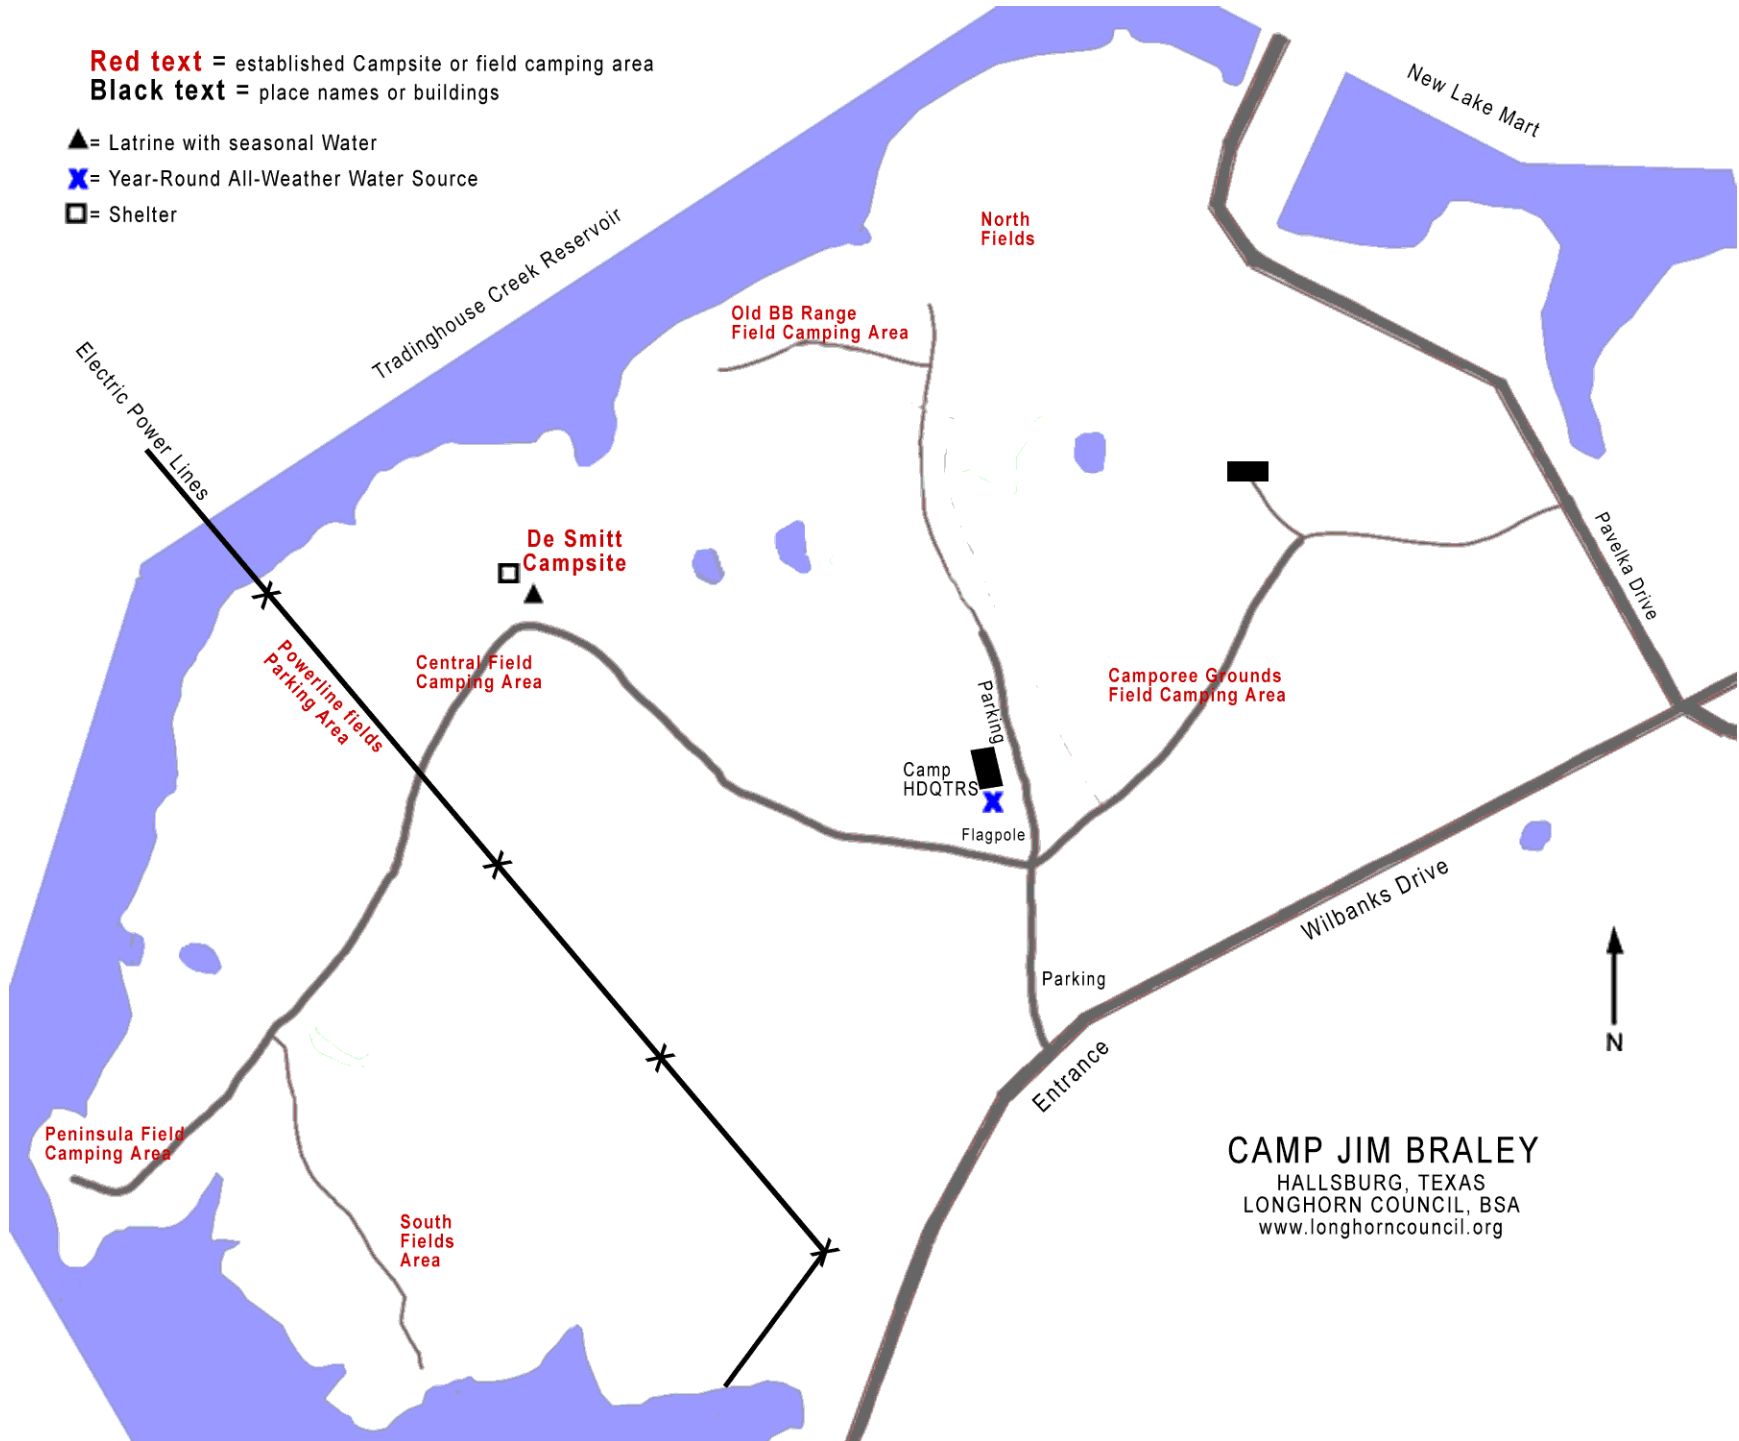 Red text = established Campsite or field camping area
Black text = place names or buildings
= Latrine with seasonal Water
X = Year-Round All-Weather Water Source
= Shelter
New Lake Mart
Tradinghouse Creek Reservoir
North
Fields
Old BB Range
Field Camping Area
Electric Power Lines
De Smitt
Campsite
Pavelka Drive
Powerline fields
Parking Area
Central Field
Camping Area
Parking
Camporee Grounds
Field Camping Area
Camp
HDQTRS
X
Flagpole
Wilbanks Drive
Parking
Entrance
N
Peninsula Field
Camping Area
South
Fields
Area
CAMP JIM BRALEY
HALLSBURG, TEXAS
LONGHORN COUNCIL, BSA
www.longhorncouncil.org